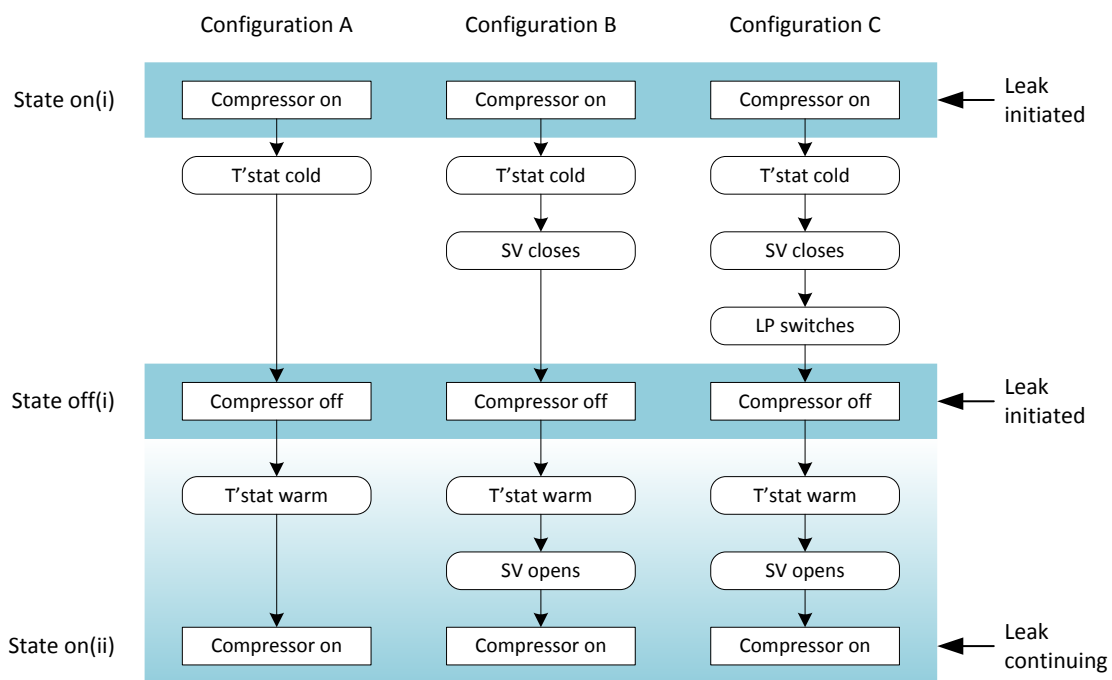 Configuration A
Configuration B
Configuration C
State on(i)
Compressor on
Compressor on
Compressor on
Leak
initiated
T'stat cold
T'stat cold
T'stat cold
SV closes
SV closes
LP switches
State off(i)
Compressor off
Compressor off
Compressor off
Leak
initiated
T'stat warm
T'stat warm
T'stat warm
SV opens
SV opens
State on(ii)
Compressor on
Compressor on
Compressor on
Leak
continuing